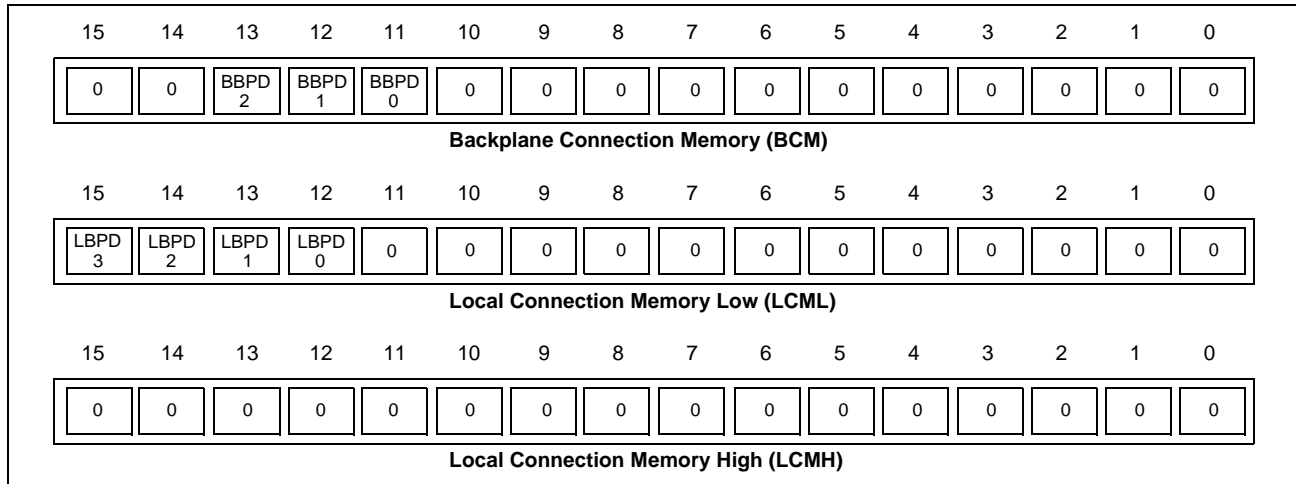 15 14 13 12 11 10 9 8 7 6 5 4 3 2 1 0
0 0 BBPD 2 BBPD 1 BBPD 0 0 0 0 0 0 0 0 0 0 0 0
Backplane Connection Memory (BCM)
15 14 13 12 11 10 9 8 7 6 5 4 3 2 1 0
LBPD 3 LBPD 2 LBPD 1 LBPD 0 0 0 0 0 0 0 0 0 0 0 0 0
Local Connection Memory Low (LCML)
15 14 13 12 11 10 9 8 7 6 5 4 3 2 1 0
0 0 0 0 0 0 0 0 0 0 0 0 0 0 0 0
Local Connection Memory High (LCMH)